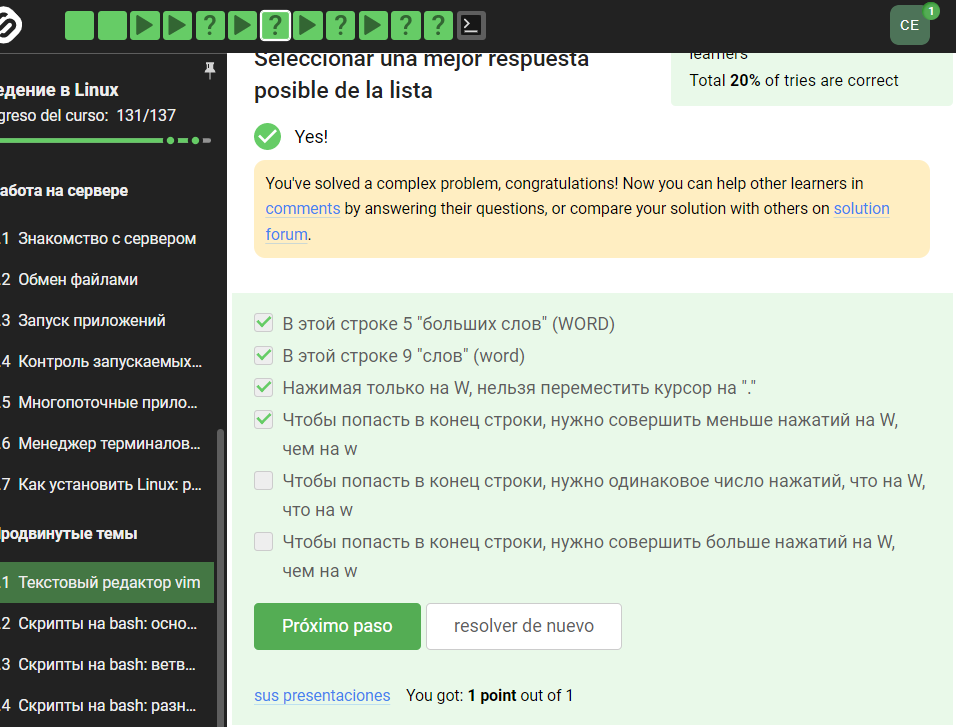 ? ? ? ? ?
CE
1
едение в Linux
greso del curso: 131/137
абота на сервере
.1 Знакомство с сервером
.2 Обмен файлами
.3 Запуск приложений
.4 Контроль запускаемых...
.5 Многопоточные прило...
.6 Менеджер терминалов...
.7 Как установить Linux: р...
Іродвинутые темы
.1 Текстовый редактор vim
.2 Скрипты на bash: осно...
.3 Скрипты на bash: ветв...
.4 Скрипты на bash: разн...
Seleccionar una mejor respuesta
posible de la lista
learners
Total 20% of tries are correct
Yes!
You've solved a complex problem, congratulations! Now you can help other learners in
comments by answering their questions, or compare your solution with others on solution
forum.
В этой строке 5 "больших слов" (WORD)
В этой строке 9 "слов" (word)
Нажимая только на W, нельзя переместить курсор на "."
Чтобы попасть в конец строки, нужно совершить меньше нажатий на W,
чем на w
Чтобы попасть в конец строки, нужно одинаковое число нажатий, что на W,
что на w
Чтобы попасть в конец строки, нужно совершить больше нажатий на W,
чем на w
Próximo paso
resolver de nuevo
sus presentaciones You got: 1 point out of 1